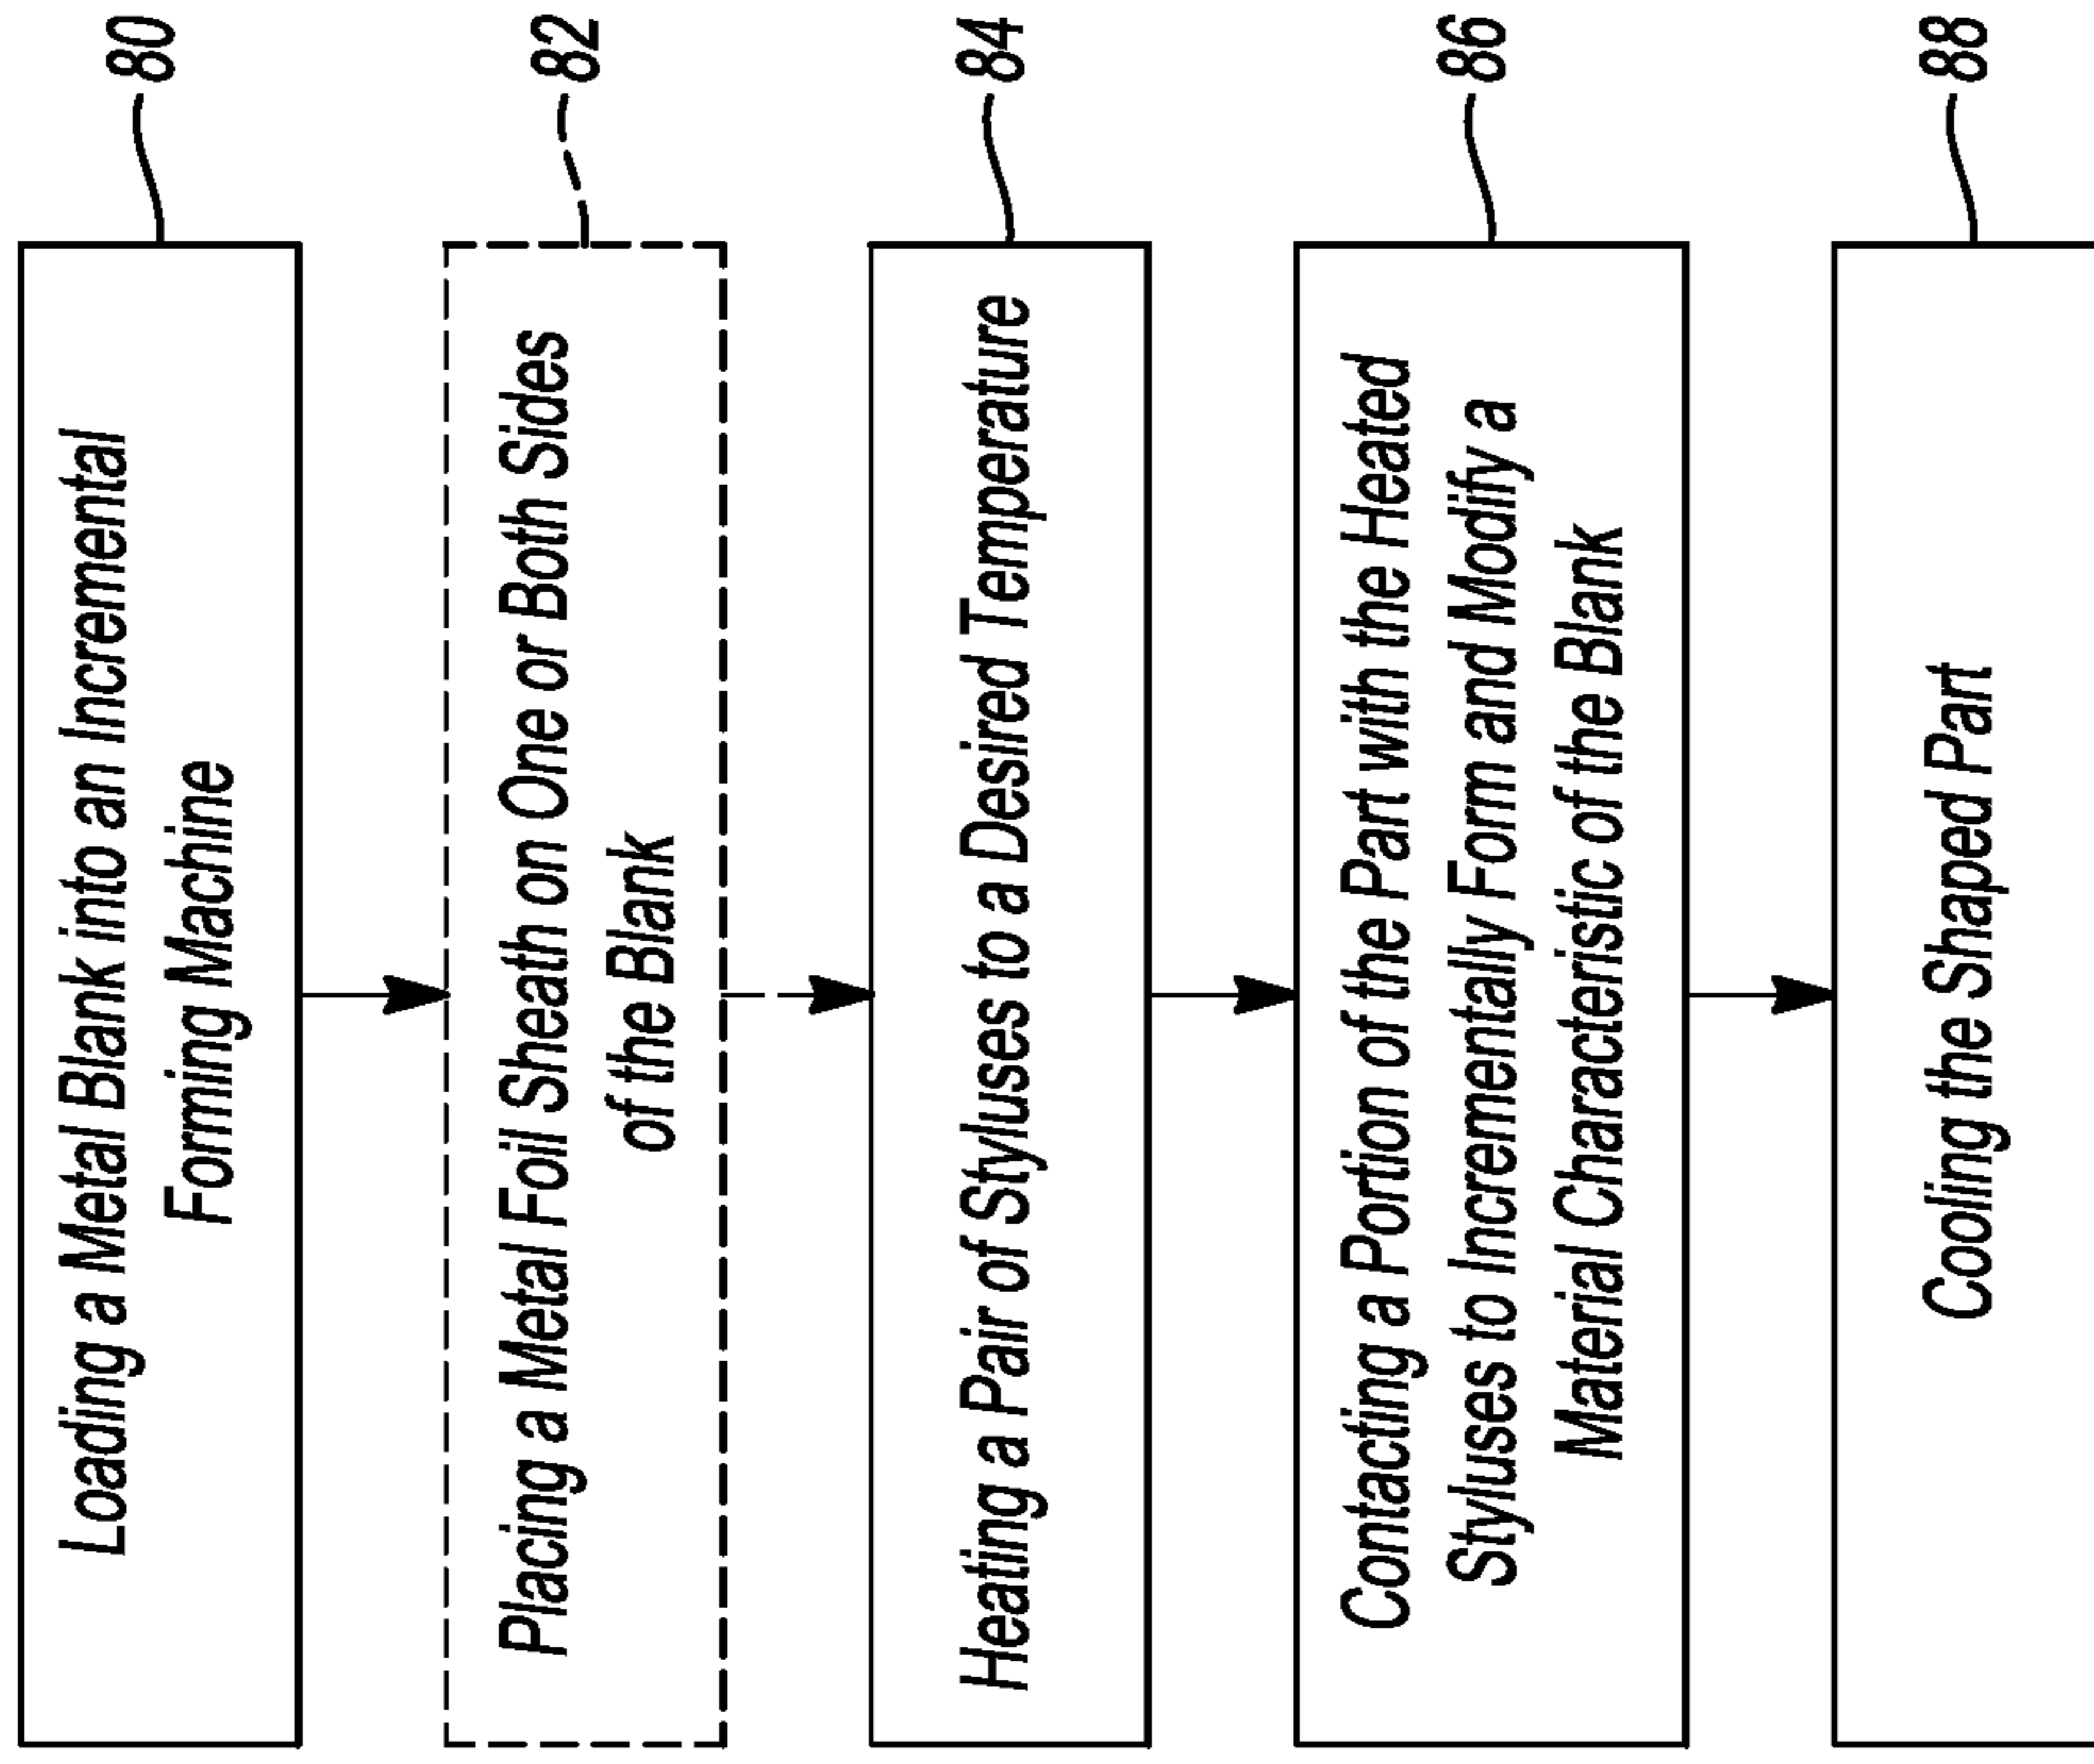 Loading a Metal Blank into an Incremental
Forming Machine
80
Placing a Metal Foil Sheath on One or Both Sides
of the Blank
82
Heating a Pair of Styluses to a Desired Temperature
84
Contacting a Portion of the Part with the Heated
Styluses to Incrementally Form and Modify a
Material Characteristic of the Blank
86
Cooling the Shaped Part
88